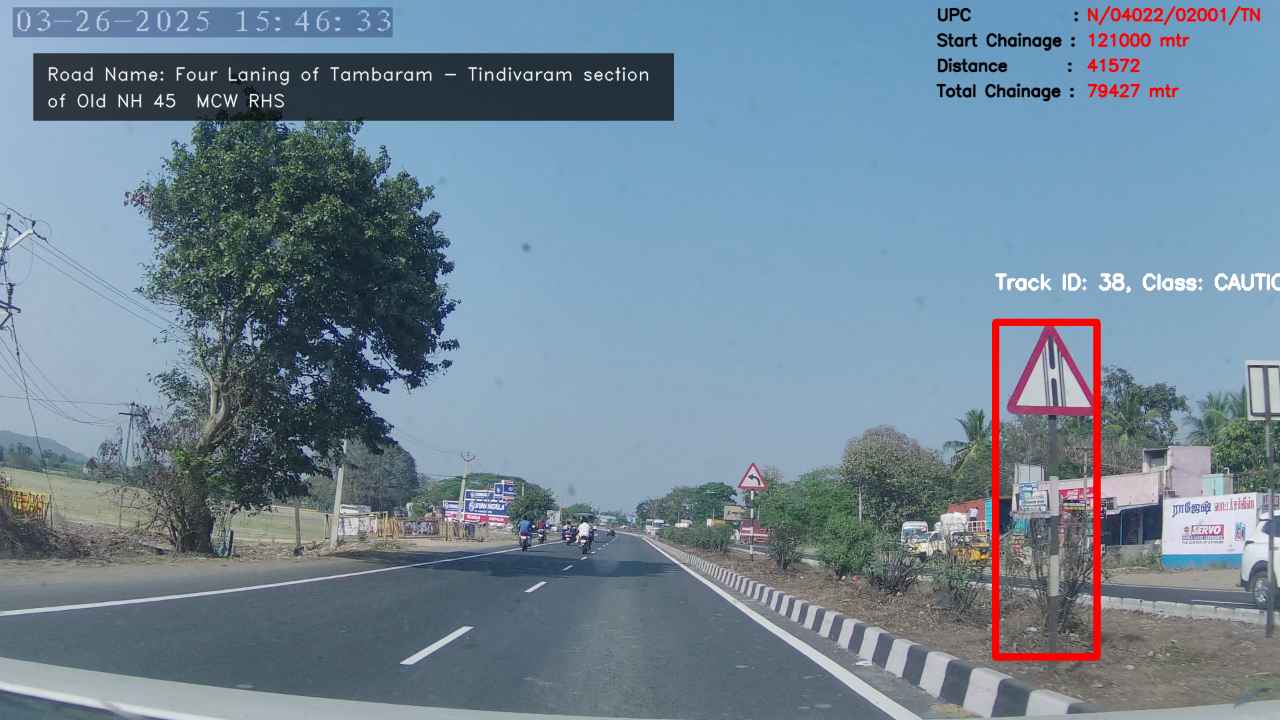 03-26-2025 15:46:33
Road Name: Four Laning of Tambaram - Tindivaram section
of Old NH 45 MCW RHS
UPC : N/04022/02001/TN
Start Chainage : 121000 mtr
Distance : 41572
Total Chainage : 79427 mtr
Track ID: 38, Class: CAUTIO
SERVO